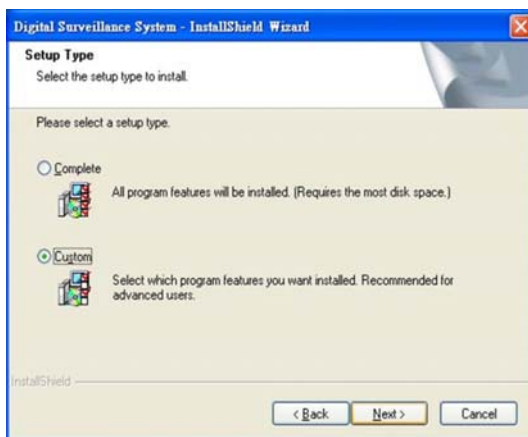 Digital Surveillance System - InstallShield Wizard
Setup Type
Select the setup type to install.
Please select a setup type.
Complete
All program features will be installed. (Requires the most disk space.)
Custom
Select which program features you want installed. Recommended for
advanced users.
InstallShield
< Back
Next >
Cancel